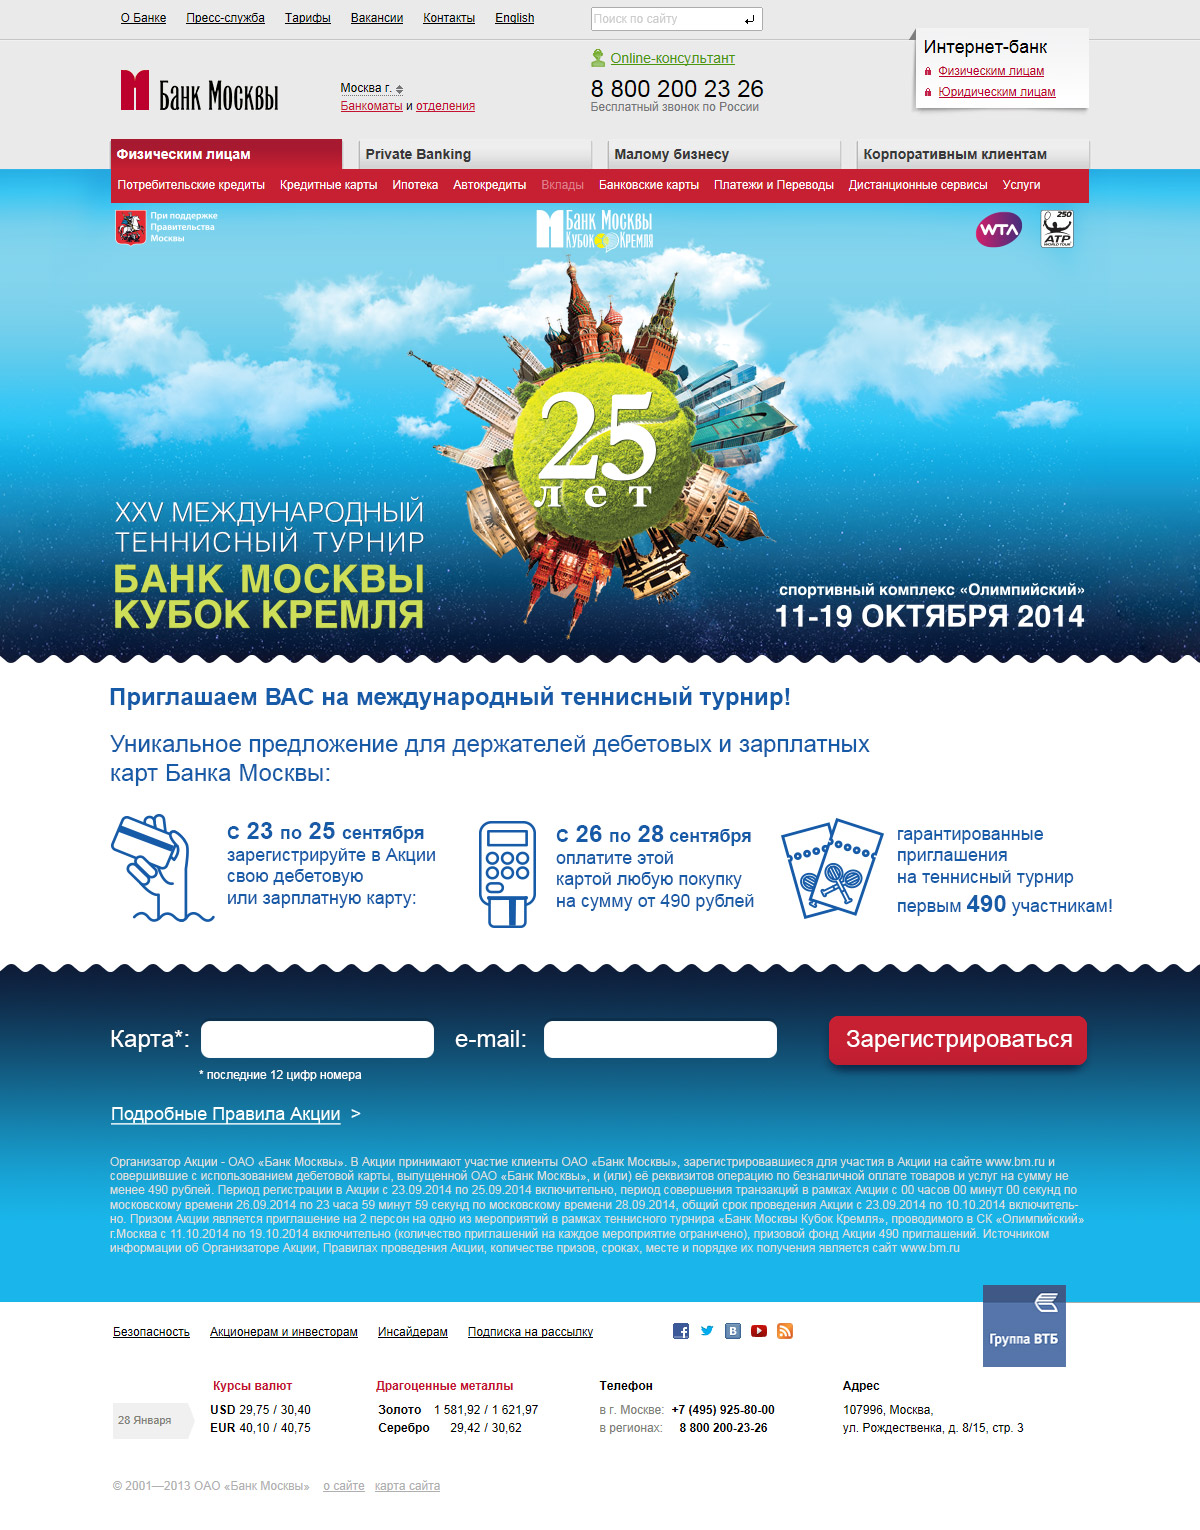 О Банке Пресс-служба Тарифы Вакансии Контакты English
Поиск по сайту
Банк Москвы
Москва г.
Банкоматы и отделения
Online-консультант
8 800 200 23 26
Бесплатный звонок по России
Интернет-банк
Физическим лицам
Юридическим лицам
Физическим лицам Private Banking Малому бизнесу Корпоративным клиентам
Потребительские кредиты Кредитные карты Ипотека Автокредиты Вклады Банковские карты Платежи и Переводы Дистанционные сервисы Услуги
При поддержке
Правительства
Москвы
Банк Москвы
Кубок Кремля
WTA
250
ATP
WORLD TOUR
25
лет
XXV МЕЖДУНАРОДНЫЙ
ТЕННИСНЫЙ ТУРНИР
БАНК МОСКВЫ
КУБОК КРЕМЛЯ
спортивный комплекс «Олимпийский»
11-19 ОКТЯБРЯ 2014
Приглашаем ВАС на международный теннисный турнир!
Уникальное предложение для держателей дебетовых и зарплатных
карт Банка Москвы:
с 23 по 25 сентября
зарегистрируйте в Акции
свою дебетовую
или зарплатную карту:
с 26 по 28 сентября
оплатите этой
картой любую покупку
на сумму от 490 рублей
гарантированные
приглашения
на теннисный турнир
первым 490 участникам!
Карта*:
e-mail:
Зарегистрироваться
* последние 12 цифр номера
Подробные Правила Акции >
Организатор Акции - ОАО «Банк Москвы». В Акции принимают участие клиенты ОАО «Банк Москвы», зарегистрировавшиеся для участия в Акции на сайте www.bm.ru и
совершившие с использованием дебетовой карты, выпущенной ОАО «Банк Москвы», и (или) её реквизитов операцию по безналичной оплате товаров и услуг на сумму не
менее 490 рублей. Период регистрации в Акции с 23.09.2014 по 25.09.2014 включительно, период совершения транзакций в рамках Акции с 00 часов 00 минут 00 секунд по
московскому времени 26.09.2014 по 23 часа 59 минут 59 секунд по московскому времени 28.09.2014, общий срок проведения Акции с 23.09.2014 по 10.10.2014 включитель-
но. Призом Акции является приглашение на 2 персон на одно из мероприятий в рамках теннисного турнира «Банк Москвы Кубок Кремля», проводимого в СК «Олимпийский»
г.Москва с 11.10.2014 по 19.10.2014 включительно (количество приглашений на каждое мероприятие ограничено), призовой фонд Акции 490 приглашений. Источником
информации об Организаторе Акции, Правилах проведения Акции, количестве призов, сроках, месте и порядке их получения является сайт www.bm.ru
Группа ВТБ
Безопасность Акционерам и инвесторам Инсайдерам Подписка на рассылку
28 Января
Курсы валют
USD 29,75 / 30,40
EUR 40,10 / 40,75
Драгоценные металлы
Золото 1 581,92 / 1 621,97
Серебро 29,42 / 30,62
Телефон
в г. Москве: +7 (495) 925-80-00
в регионах: 8 800 200-23-26
Адрес
107996, Москва,
ул. Рождественка, д. 8/15, стр. 3
© 2001—2013 ОАО «Банк Москвы» о сайте карта сайта